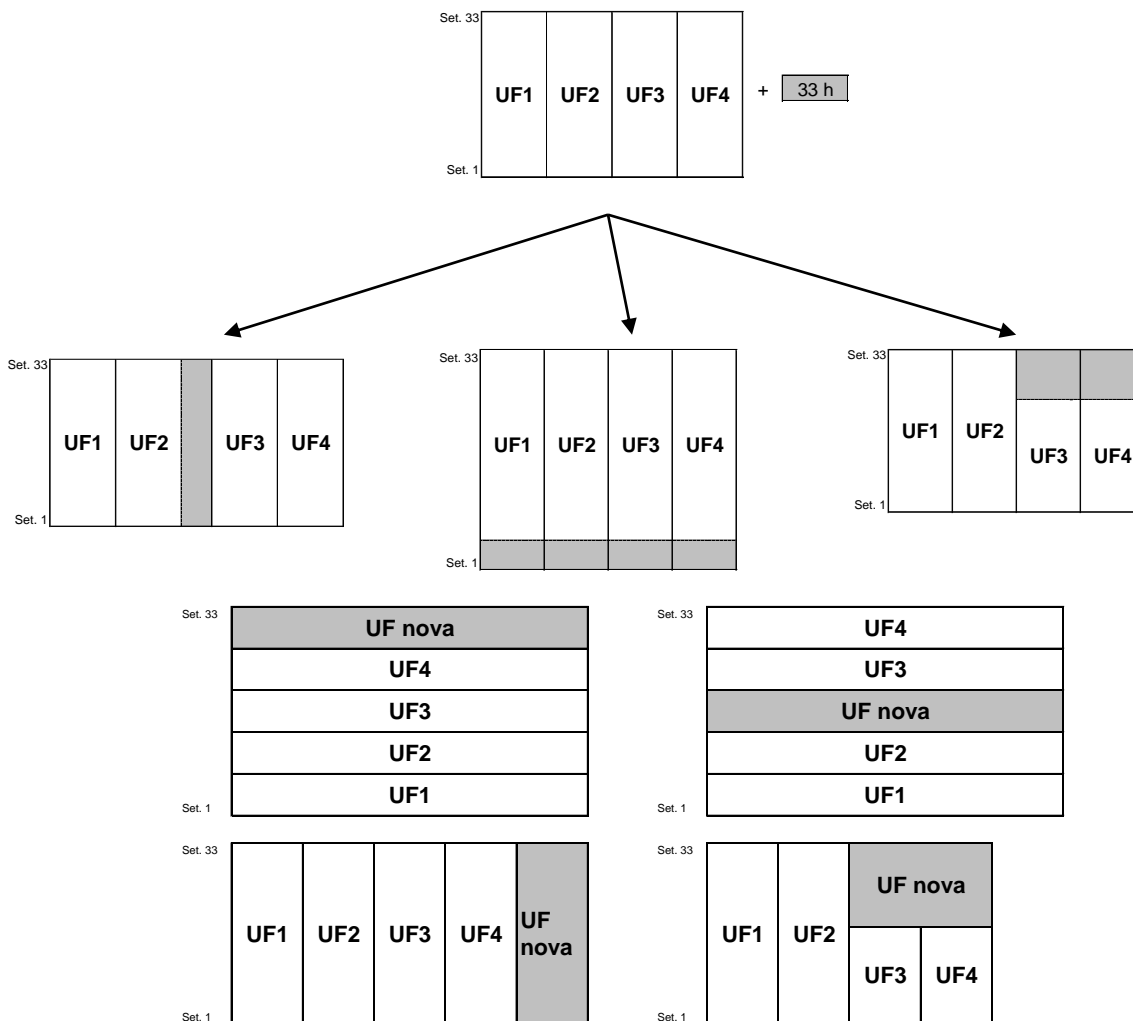 Set. 33
UF1 UF2 UF3 UF4 + 33 h
Set. 1
Set. 33
UF1 UF2 UF3 UF4
Set. 1
Set. 33
UF1 UF2 UF3 UF4
Set. 1
Set. 33
UF1 UF2 UF3 UF4
Set. 1
Set. 33
UF nova
UF4
UF3
UF2
UF1
Set. 1
Set. 33
UF4
UF3
UF nova
UF2
UF1
Set. 1
Set. 33
UF1 UF2 UF3 UF4 UF
nova
Set. 1
Set. 33
UF nova
UF1 UF2
UF3 UF4
Set. 1